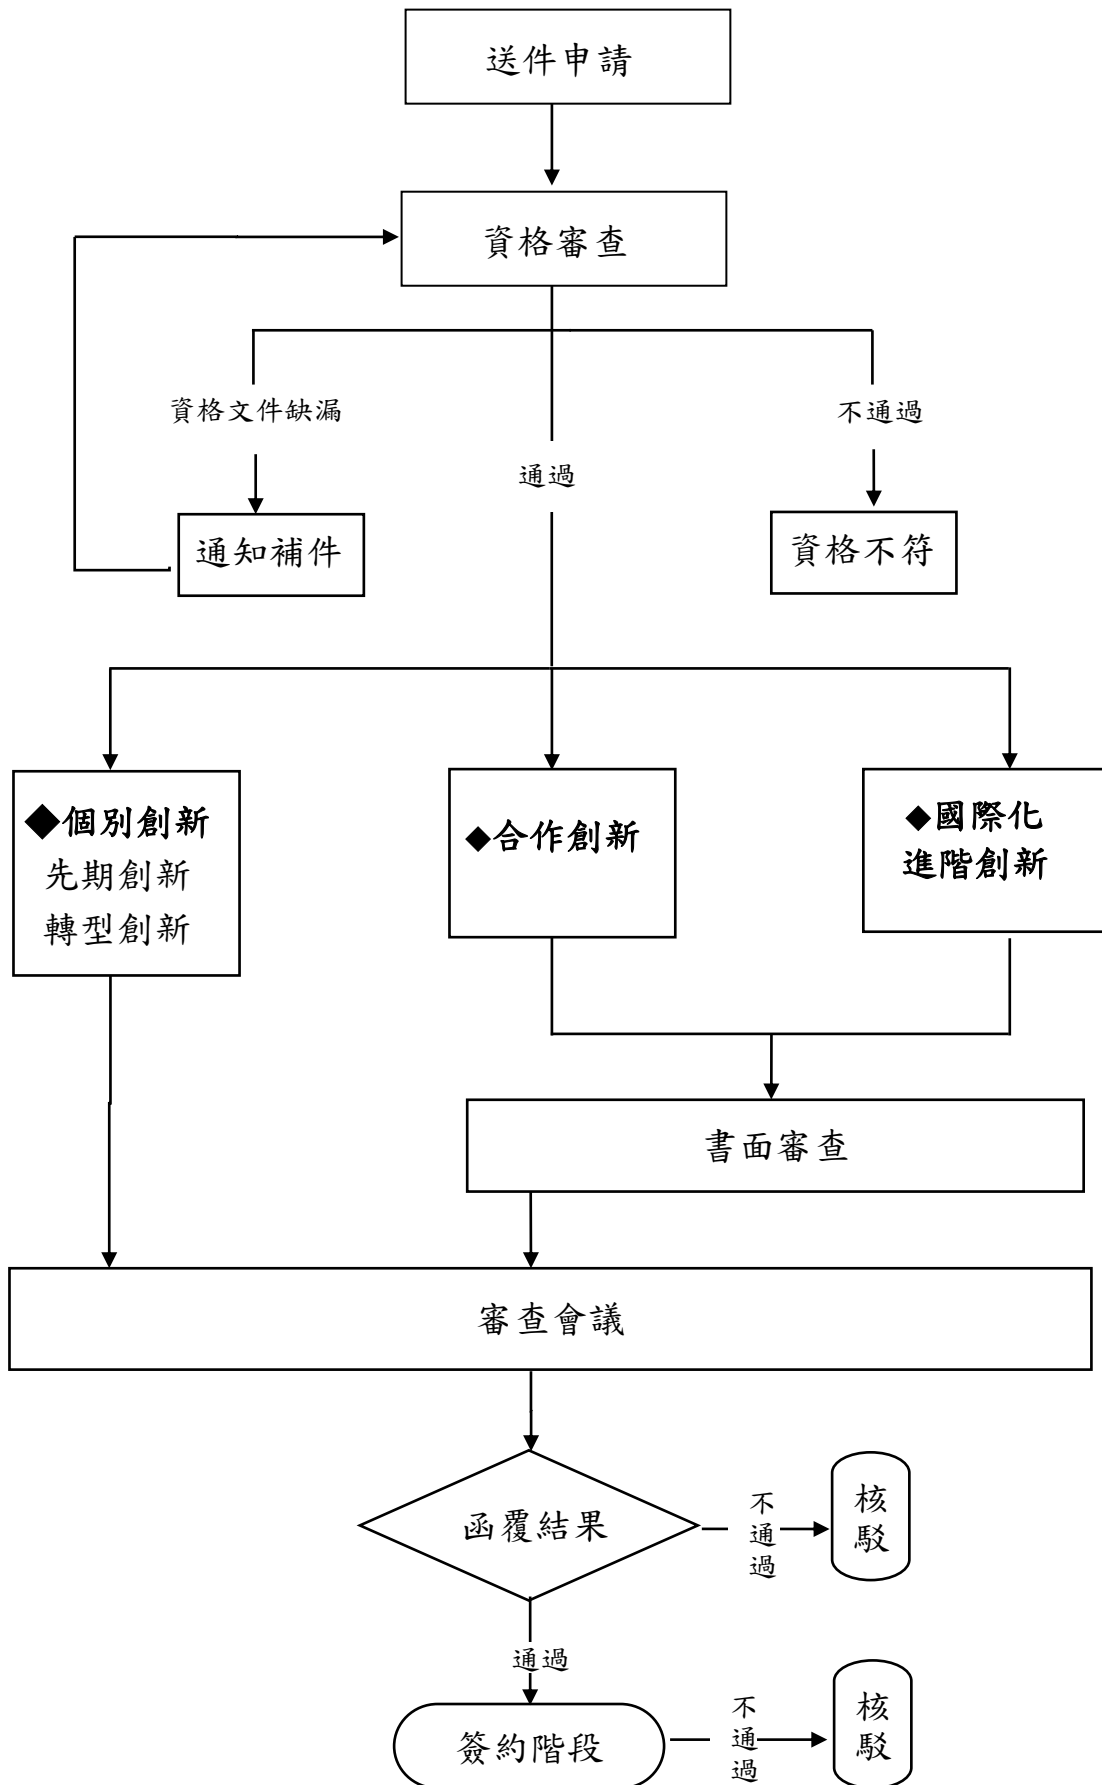 送件申請
資格審查
資格文件缺漏
不通過
通過
通知補件
資格不符
◆個別創新
先期創新
轉型創新
◆合作創新
◆國際化
進階創新
書面審查
審查會議
函覆結果
不
通
過
核
駁
通過
簽約階段
不
通
過
核
駁